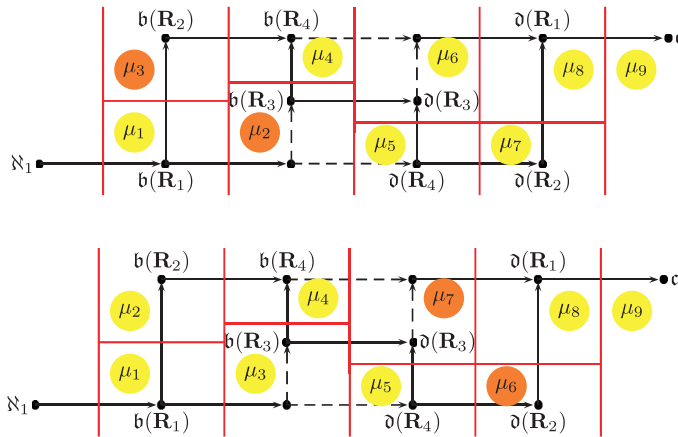 𝔟(𝐑₂) 𝔟(𝐑₄) 𝔡(𝐑₁)
μ₃ μ₄ μ₆ μ₈ μ₉ 𝔠
𝔟(𝐑₃) 𝔡(𝐑₃)
μ₁ μ₂ μ₅ μ₇
ℵ₁ 𝔟(𝐑₁) 𝔡(𝐑₄) 𝔡(𝐑₂)
𝔟(𝐑₂) 𝔟(𝐑₄) 𝔡(𝐑₁)
μ₂ μ₄ μ₇ μ₈ μ₉ 𝔠
𝔟(𝐑₃) 𝔡(𝐑₃)
μ₁ μ₃ μ₅ μ₆
ℵ₁ 𝔟(𝐑₁) 𝔡(𝐑₄) 𝔡(𝐑₂)